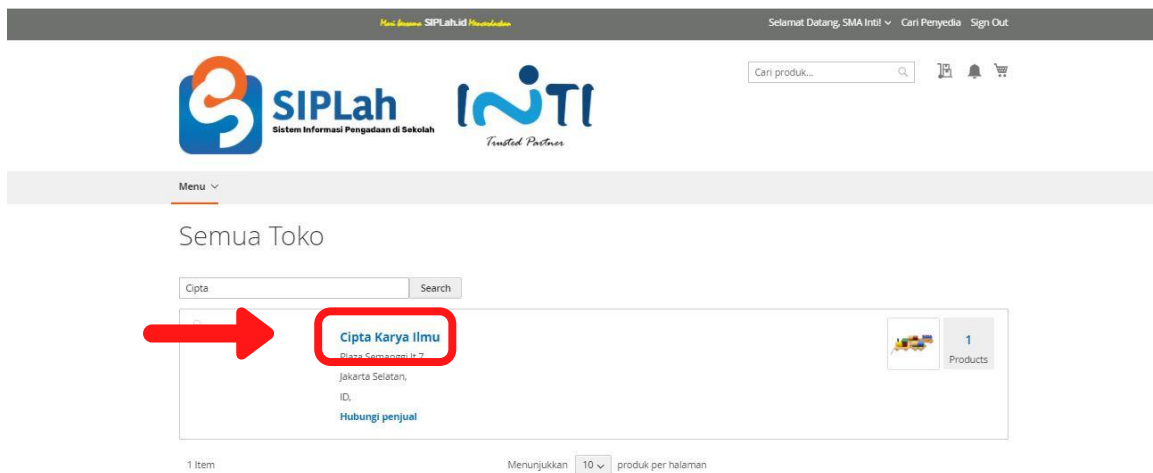 Mari bersama SIPLah.id Mencerdaskan
Selamat Datang, SMA Inti! Cari Penyedia Sign Out
Cari produk...
SIPLah
Sistem Informasi Pengadaan di Sekolah
INTI
Trusted Partner
Menu
Semua Toko
Cipta
Search
Cipta Karya Ilmu
Plaza Semanggi lt 7
Jakarta Selatan,
ID,
Hubungi penjual
1
Products
1 Item
Menunjukkan 10 produk per halaman